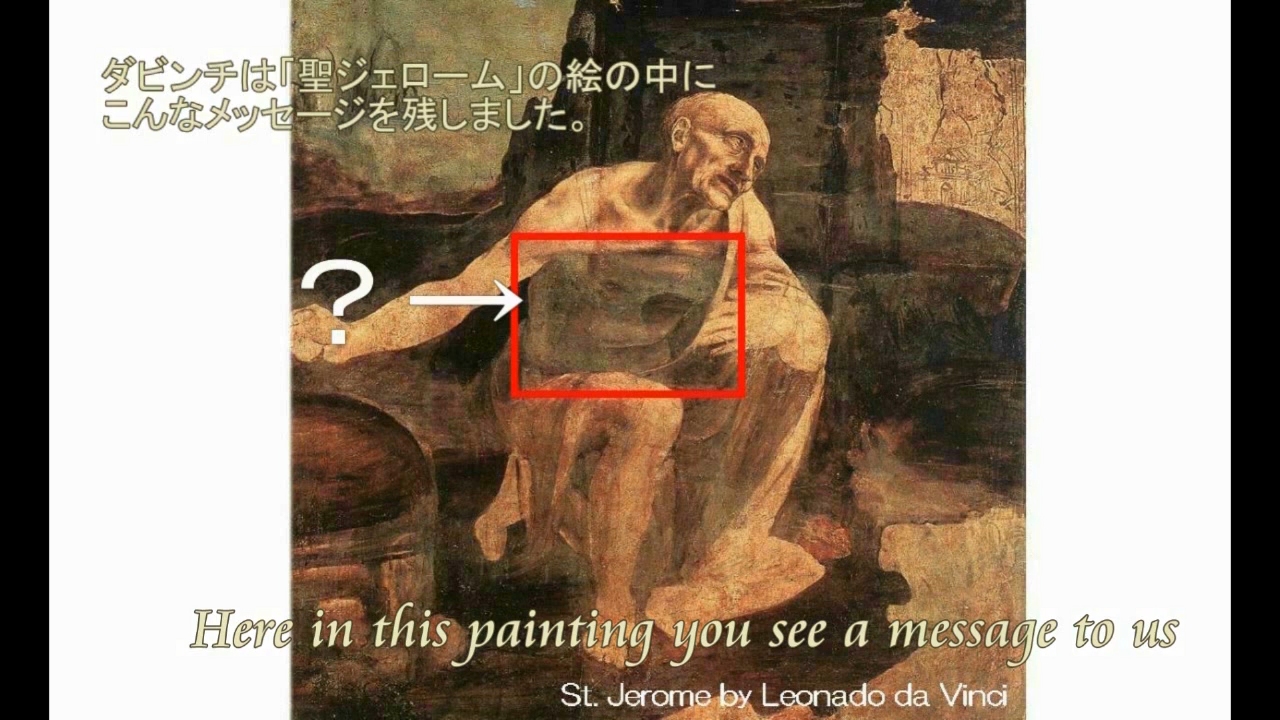 ダビンチは「聖ジェローム」の絵の中に
こんなメッセージを残しました。
?
Here in this painting you see a message to us
St. Jerome by Leonado da Vinci